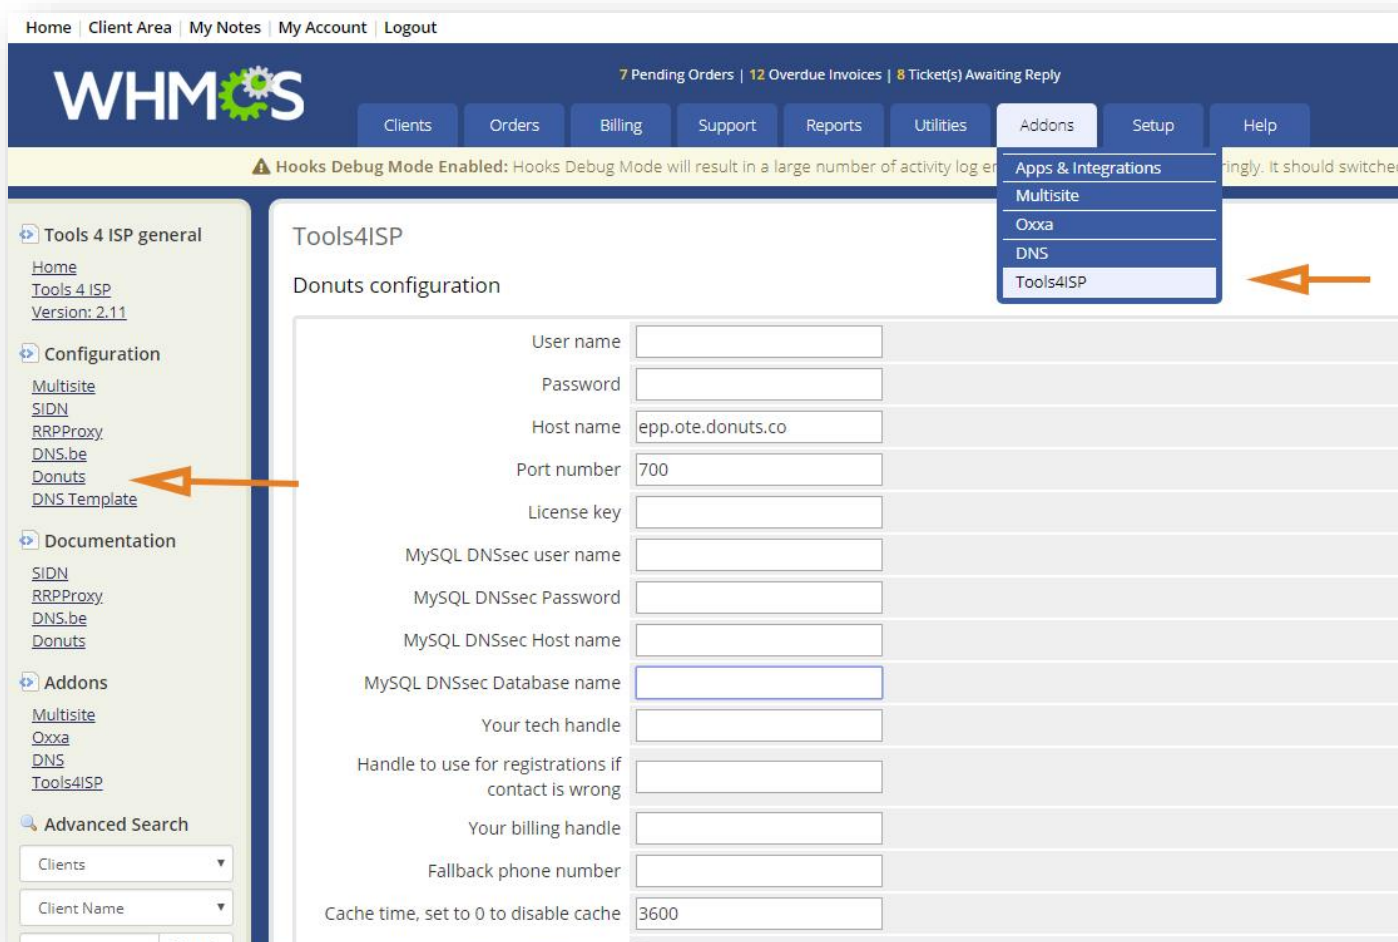 Home | Client Area | My Notes | My Account | Logout
WHMCS
7 Pending Orders | 12 Overdue Invoices | 8 Ticket(s) Awaiting Reply
Clients Orders Billing Support Reports Utilities Addons Setup Help
Hooks Debug Mode Enabled: Hooks Debug Mode will result in a large number of activity log
ingly. It should switche
Apps & Integrations
Multisite
Oxxa
DNS
Tools4ISP
Tools 4 ISP general
Home
Tools 4 ISP
Version: 2.11
Configuration
Multisite
SIDN
RRPProxy
DNS.be
Donuts
DNS Template
Documentation
SIDN
RRPProxy
DNS.be
Donuts
Addons
Multisite
Oxxa
DNS
Tools4ISP
Advanced Search
Clients
Client Name
Tools4ISP
Donuts configuration
User name
Password
Host name epp.ote.donuts.co
Port number 700
License key
MySQL DNSsec user name
MySQL DNSsec Password
MySQL DNSsec Host name
MySQL DNSsec Database name
Your tech handle
Handle to use for registrations if
contact is wrong
Your billing handle
Fallback phone number
Cache time, set to 0 to disable cache 3600